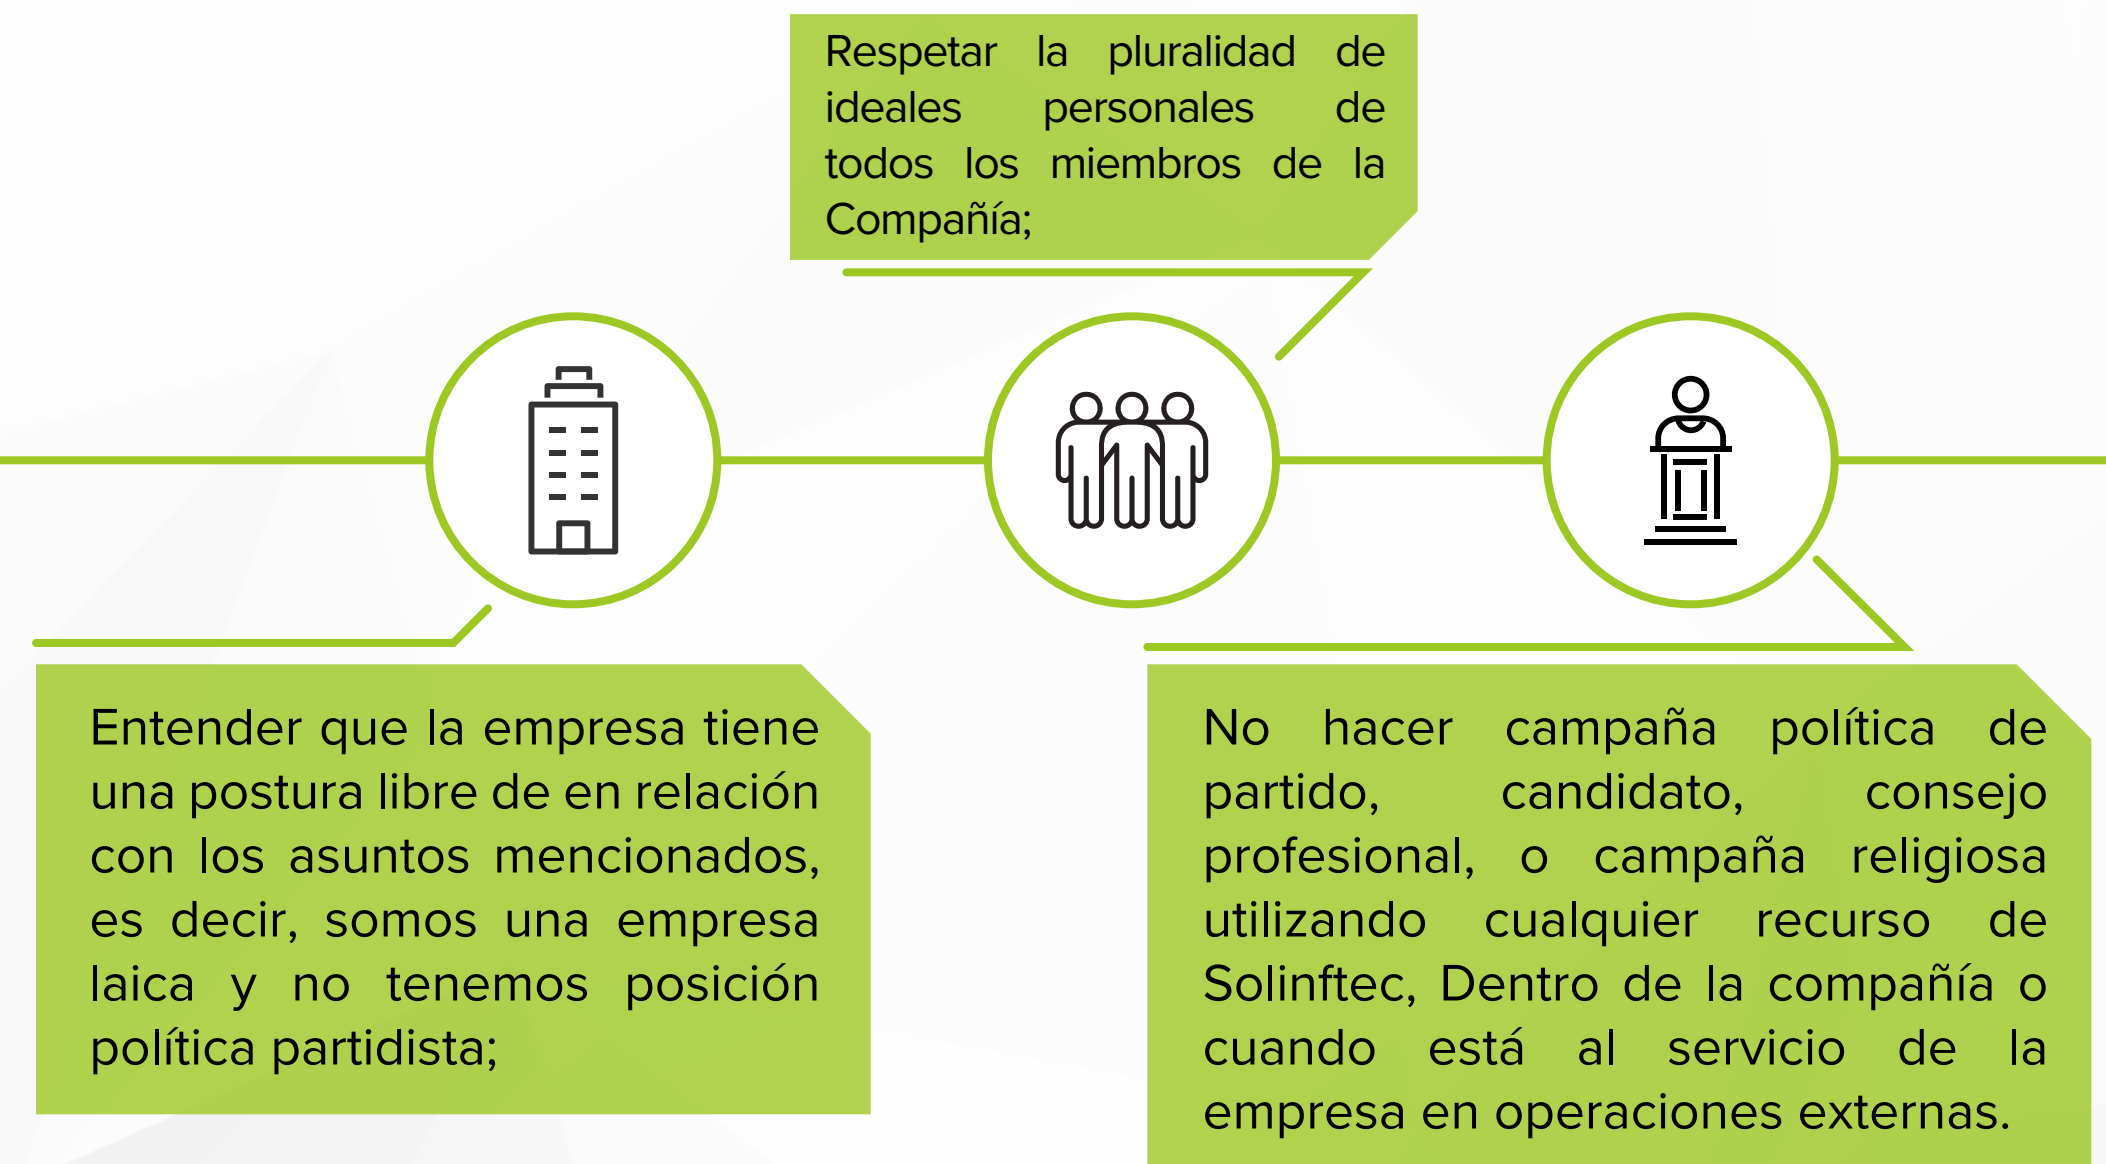 Respetar la pluralidad de
ideales personales de
todos los miembros de la
Compañía;
Entender que la empresa tiene
una postura libre de en relación
con los asuntos mencionados,
es decir, somos una empresa
laica y no tenemos posición
política partidista;
No hacer campaña política de
partido, candidato, consejo
profesional, o campaña religiosa
utilizando cualquier recurso de
Solinftec, Dentro de la compañía o
cuando está al servicio de la
empresa en operaciones externas.